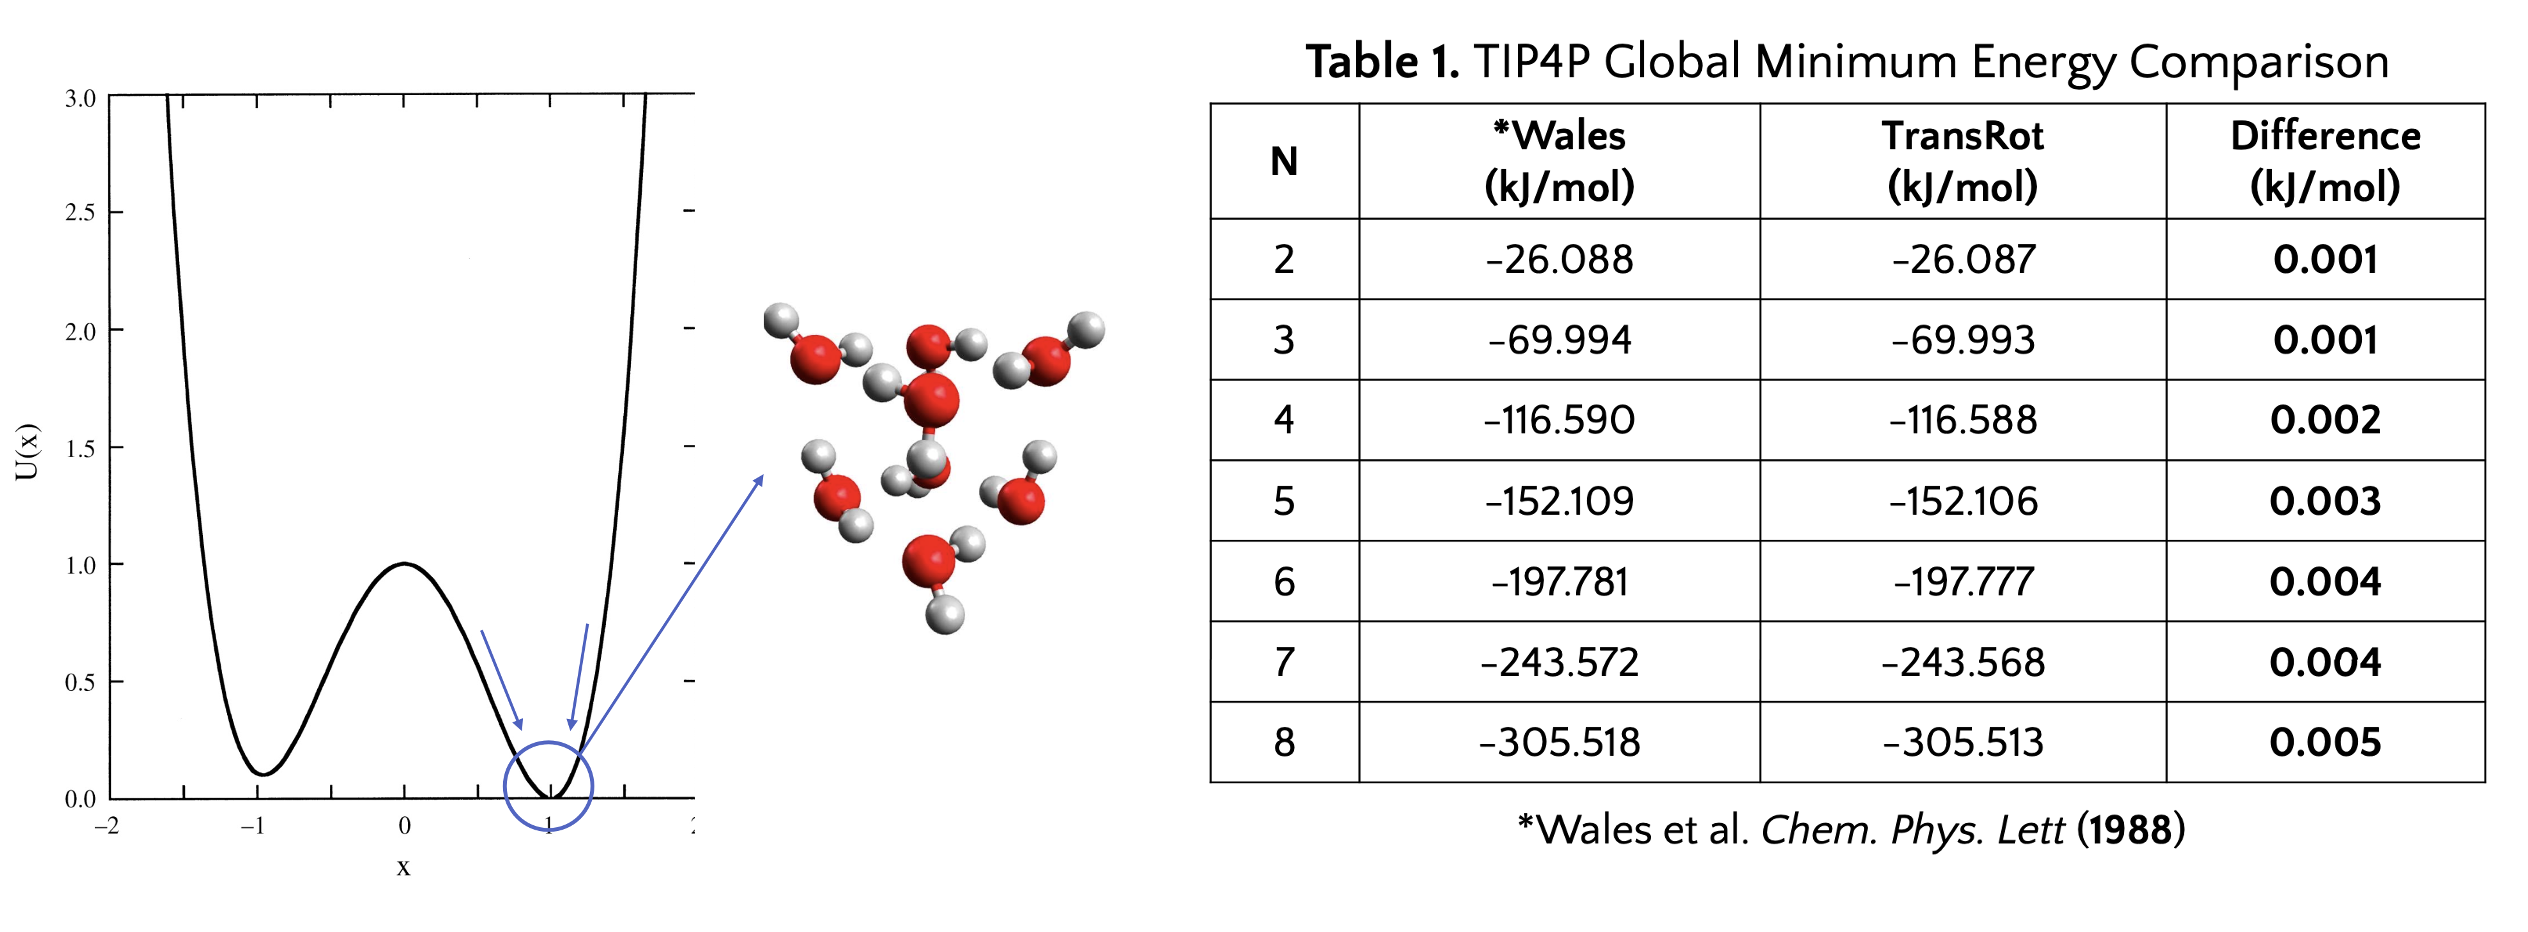 3.0
2.5
2.0
1.5
1.0
0.5
0.0
U(x)
−2 −1 0 1
x
Table 1. TIP4P Global Minimum Energy Comparison
N *Wales (kJ/mol) TransRot (kJ/mol) Difference (kJ/mol)
2 -26.088 -26.087 0.001
3 -69.994 -69.993 0.001
4 -116.590 -116.588 0.002
5 -152.109 -152.106 0.003
6 -197.781 -197.777 0.004
7 -243.572 -243.568 0.004
8 -305.518 -305.513 0.005
*Wales et al. Chem. Phys. Lett (1988)